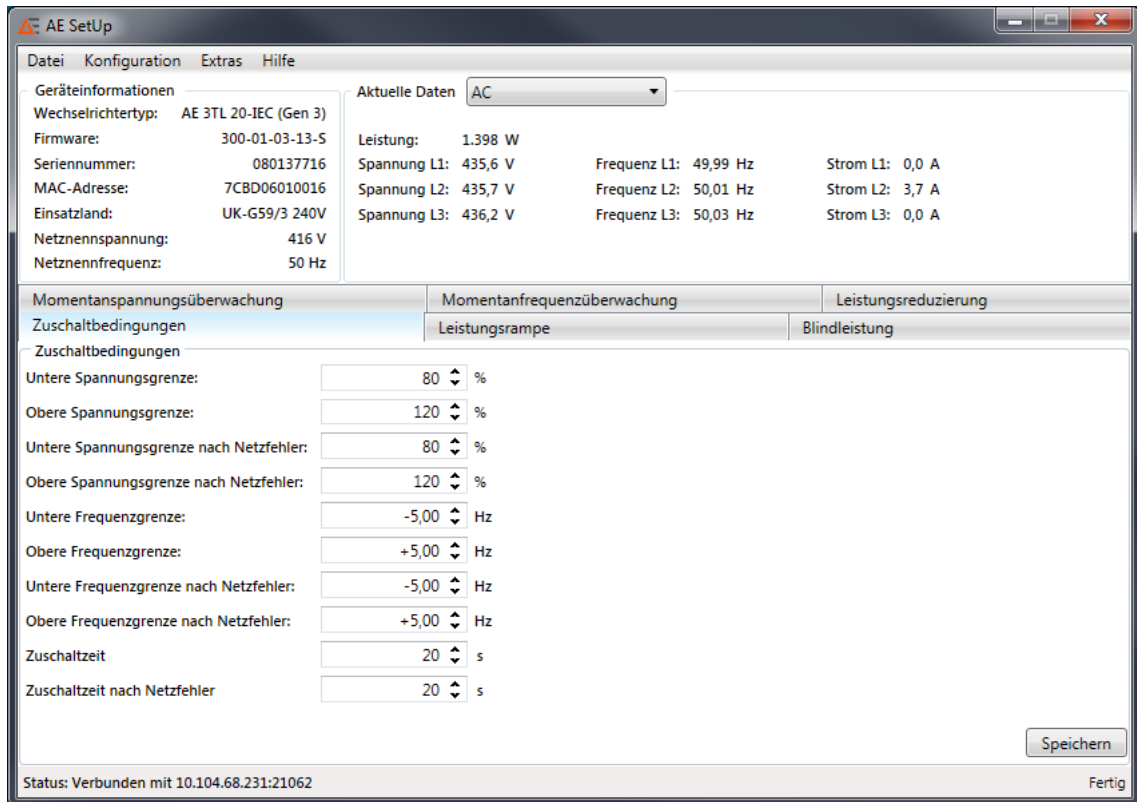 AE SetUp
Datei Konfiguration Extras Hilfe
Geräteinformationen
Wechselrichtertyp: AE 3TL 20-IEC (Gen 3)
Firmware: 300-01-03-13-S
Seriennummer: 080137716
MAC-Adresse: 7CBD06010016
Einsatzland: UK-G59/3 240V
Netznennspannung: 416 V
Netznennfrequenz: 50 Hz
Aktuelle Daten AC
Leistung: 1.398 W
Spannung L1: 435,6 V Frequenz L1: 49,99 Hz Strom L1: 0,0 A
Spannung L2: 435,7 V Frequenz L2: 50,01 Hz Strom L2: 3,7 A
Spannung L3: 436,2 V Frequenz L3: 50,03 Hz Strom L3: 0,0 A
Momentanspannungsüberwachung Momentanfrequenzüberwachung Leistungsreduzierung
Zuschaltbedingungen Leistungsrampe Blindleistung
Zuschaltbedingungen
Untere Spannungsgrenze: 80 %
Obere Spannungsgrenze: 120 %
Untere Spannungsgrenze nach Netzfehler: 80 %
Obere Spannungsgrenze nach Netzfehler: 120 %
Untere Frequenzgrenze: -5,00 Hz
Obere Frequenzgrenze: +5,00 Hz
Untere Frequenzgrenze nach Netzfehler: -5,00 Hz
Obere Frequenzgrenze nach Netzfehler: +5,00 Hz
Zuschaltzeit 20 s
Zuschaltzeit nach Netzfehler 20 s
Speichern
Status: Verbunden mit 10.104.68.231:21062 Fertig